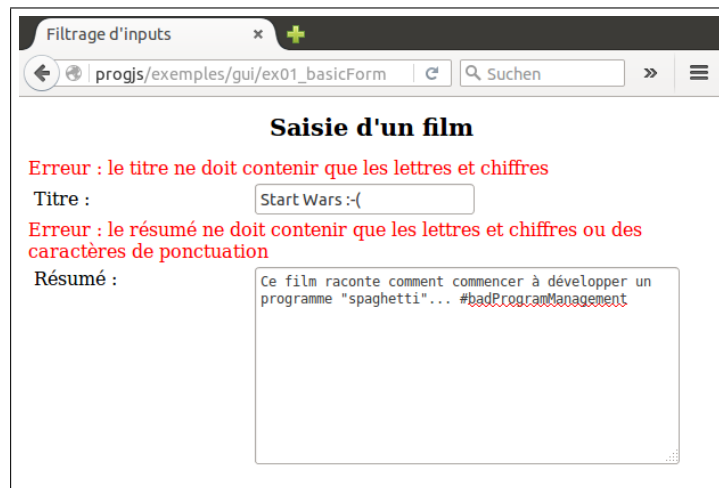 Filtrage d'inputs
progjs/exemples/gui/ex01_basicForm
Suchen
Saisie d'un film
Erreur : le titre ne doit contenir que les lettres et chiffres
Titre :
Start Wars :-(
Erreur : le résumé ne doit contenir que les lettres et chiffres ou des
caractères de ponctuation
Résumé :
Ce film raconte comment commencer à développer un
programme "spaghetti"... #badProgramManagement